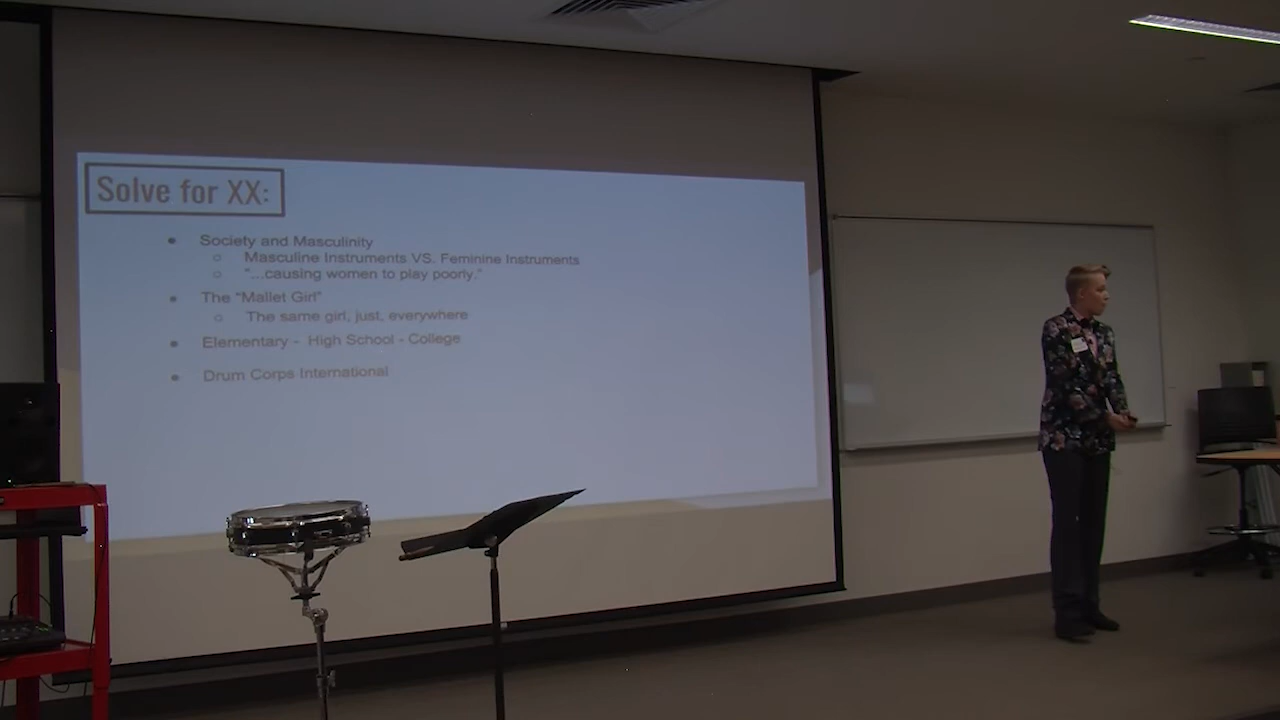 Solve for XX:
● Society and Masculinity
○ Masculine Instruments VS. Feminine Instruments
○ "...causing women to play poorly."
● The "Mallet Girl"
○ The same girl, just, everywhere
● Elementary - High School - College
● Drum Corps International